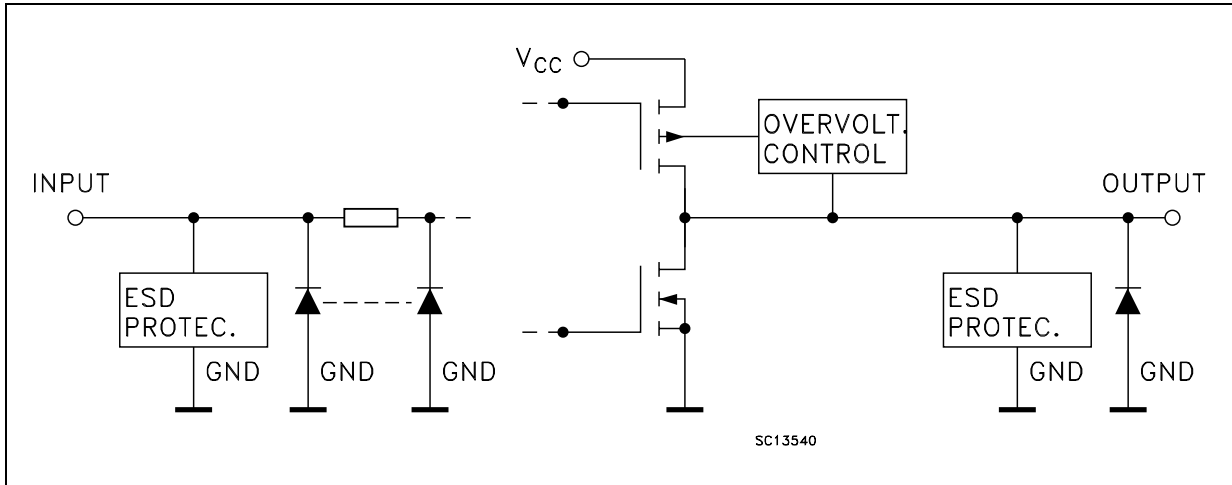 VCC
OVERVOLT.
CONTROL
INPUT
OUTPUT
ESD
PROTEC.
ESD
PROTEC.
GND
GND
GND
GND
GND
SC13540